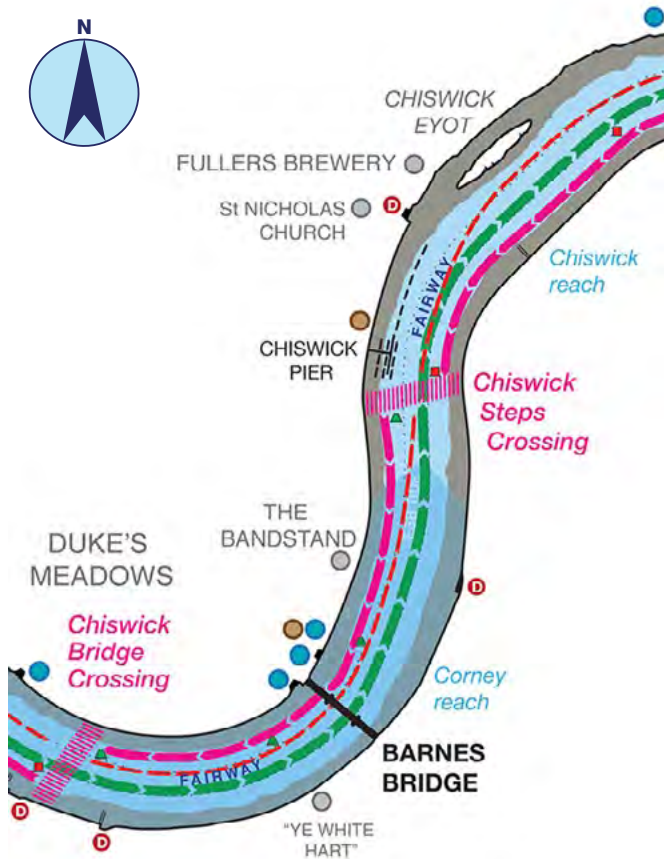 N
CHISWICK
EYOT
FULLERS BREWERY
D
St NICHOLAS
CHURCH
Chiswick
reach
FAIRWAY
CHISWICK
PIER
Chiswick
Steps
Crossing
THE
BANDSTAND
DUKE'S
MEADOWS
D
Chiswick
Bridge
Crossing
Corney
reach
BARNES
BRIDGE
FAIRWAY
D
D
"YE WHITE
HART"